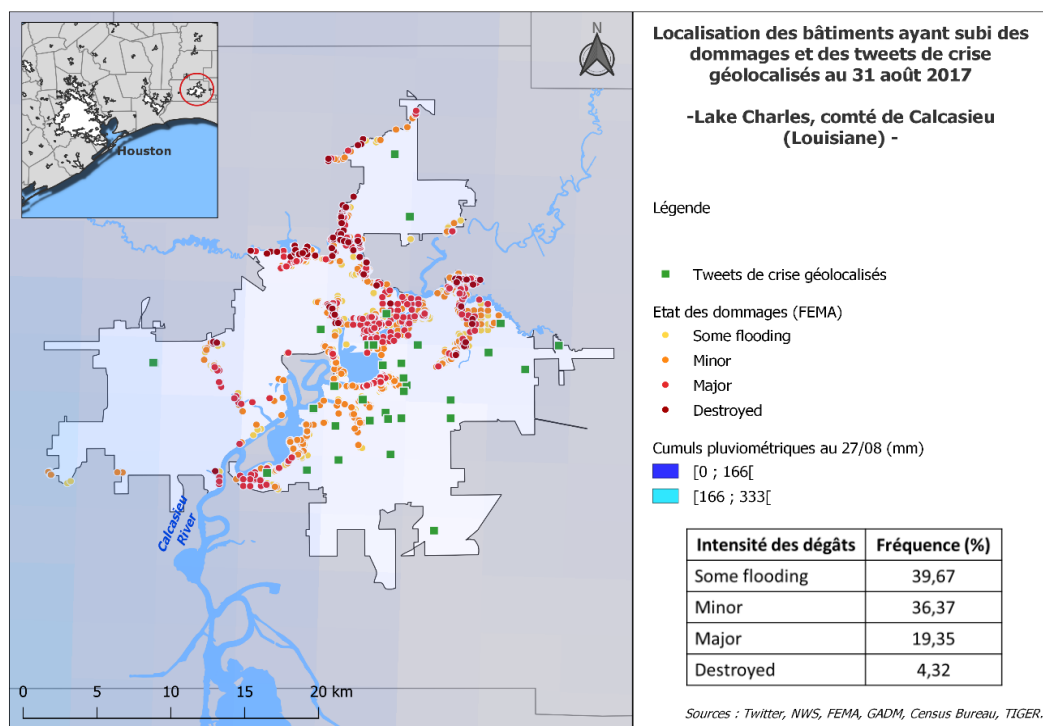 Localisation des bâtiments ayant subi des
dommages et des tweets de crise
géolocalisés au 31 août 2017
-Lake Charles, comté de Calcasieu
(Louisiane) -
N
Houston
Calcasieu
River
0 5 10 15 20 km
Légende
Tweets de crise géolocalisés
Etat des dommages (FEMA)
Some flooding
Minor
Major
Destroyed
Cumuls pluviométriques au 27/08 (mm)
[0 ; 166[
[166 ; 333[
Intensité des dégâts Fréquence (%)
Some flooding 39,67
Minor 36,37
Major 19,35
Destroyed 4,32
Sources : Twitter, NWS, FEMA, GADM, Census Bureau, TIGER.